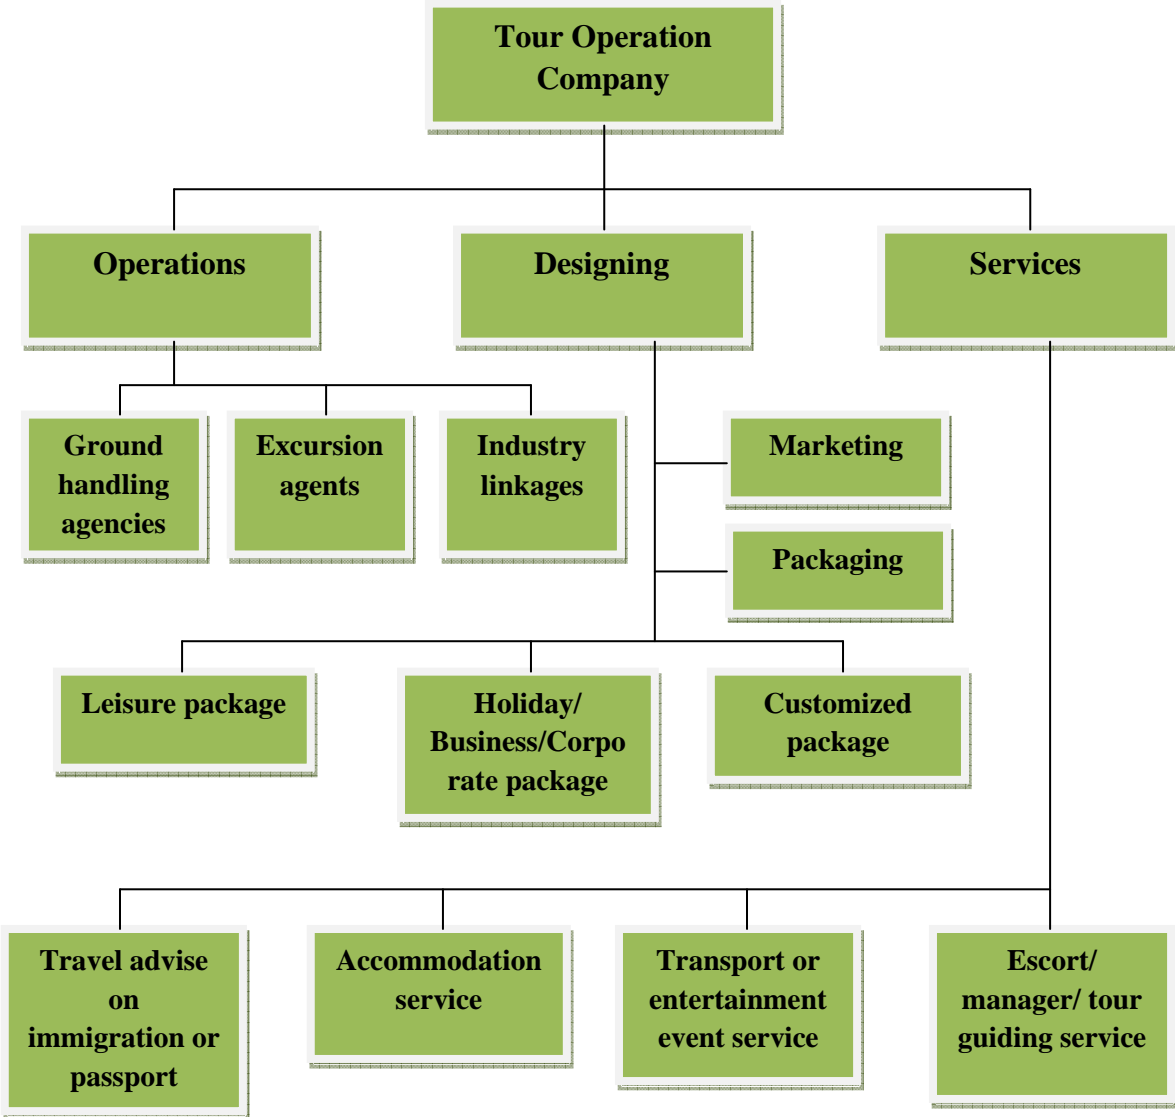 Tour Operation
Company
Operations
Designing
Services
Ground
handling
agencies
Excursion
agents
Industry
linkages
Marketing
Packaging
Leisure package
Holiday/
Business/Corpo
rate package
Customized
package
Travel advise
on
immigration or
passport
Accommodation
service
Transport or
entertainment
event service
Escort/
manager/ tour
guiding service